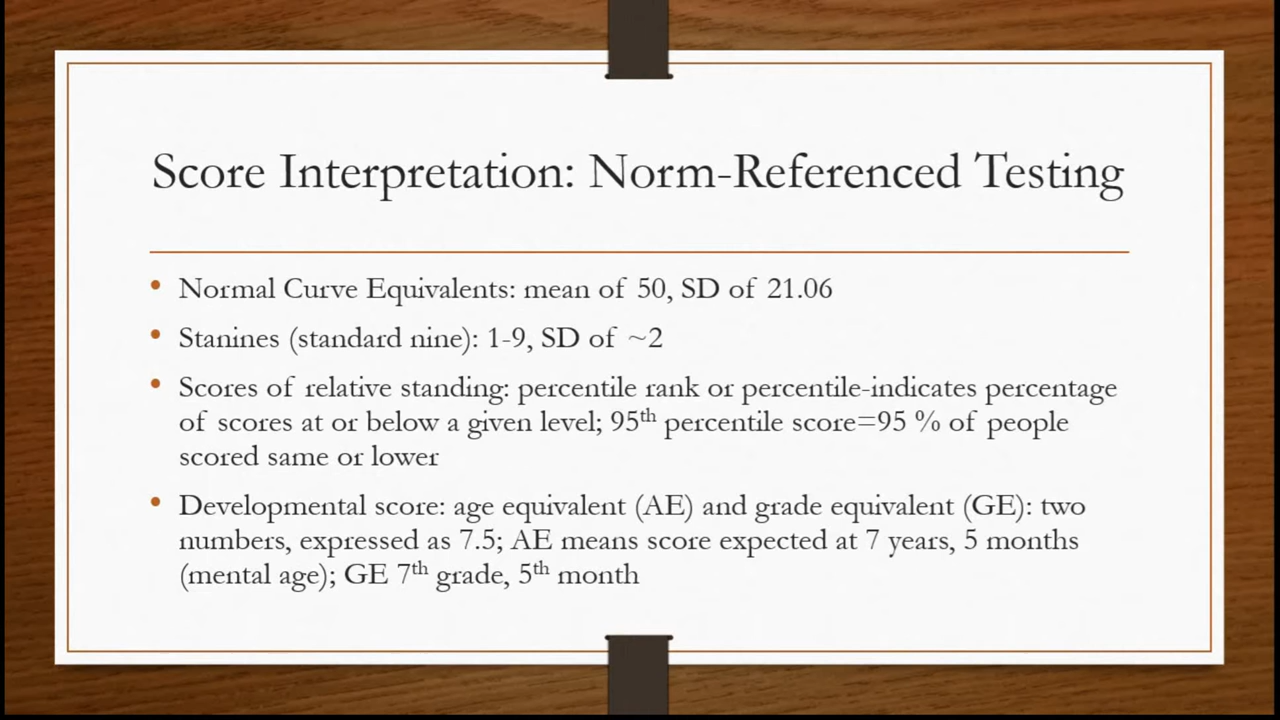 Score Interpretation: Norm-Referenced Testing
• Normal Curve Equivalents: mean of 50, SD of 21.06
• Stanines (standard nine): 1-9, SD of ~2
• Scores of relative standing: percentile rank or percentile-indicates percentage
of scores at or below a given level; 95th percentile score=95 % of people
scored same or lower
• Developmental score: age equivalent (AE) and grade equivalent (GE): two
numbers, expressed as 7.5; AE means score expected at 7 years, 5 months
(mental age); GE 7th grade, 5th month